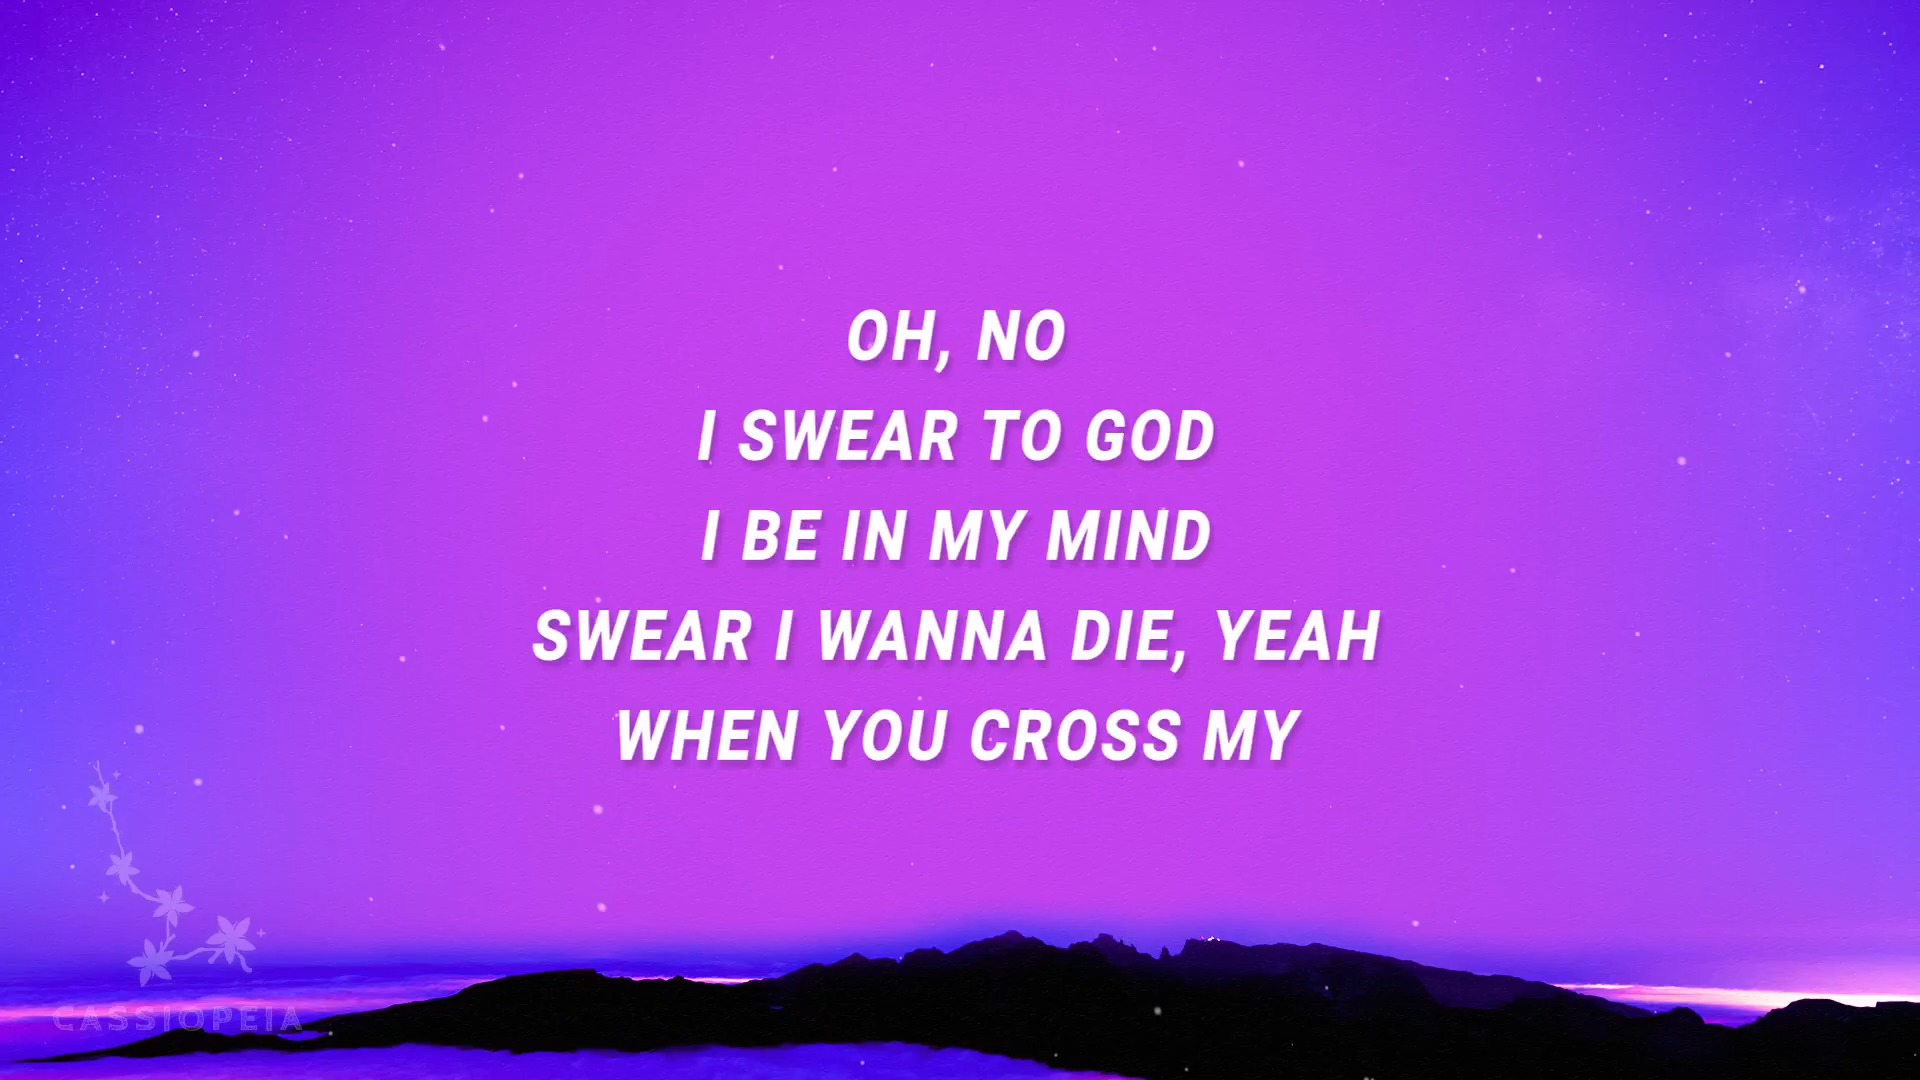 OH, NO
I SWEAR TO GOD
I BE IN MY MIND
SWEAR I WANNA DIE, YEAH
WHEN YOU CROSS MY
CASSIOPEIA